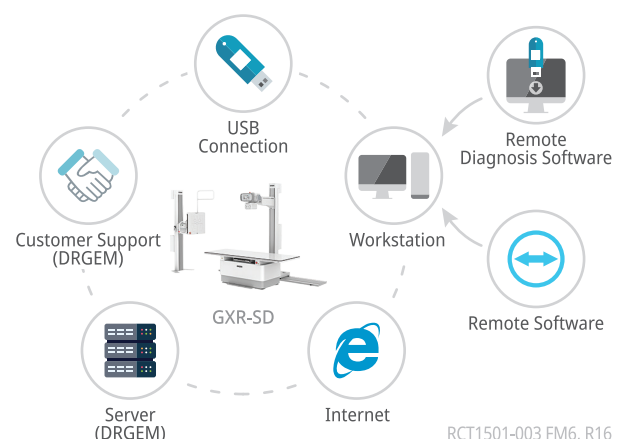 USB
Connection
Remote
Diagnosis Software
Customer Support
(DRGEM)
Workstation
GXR-SD
Remote Software
Server
(DRGEM)
Internet
RCT1501-003 FM6, R16